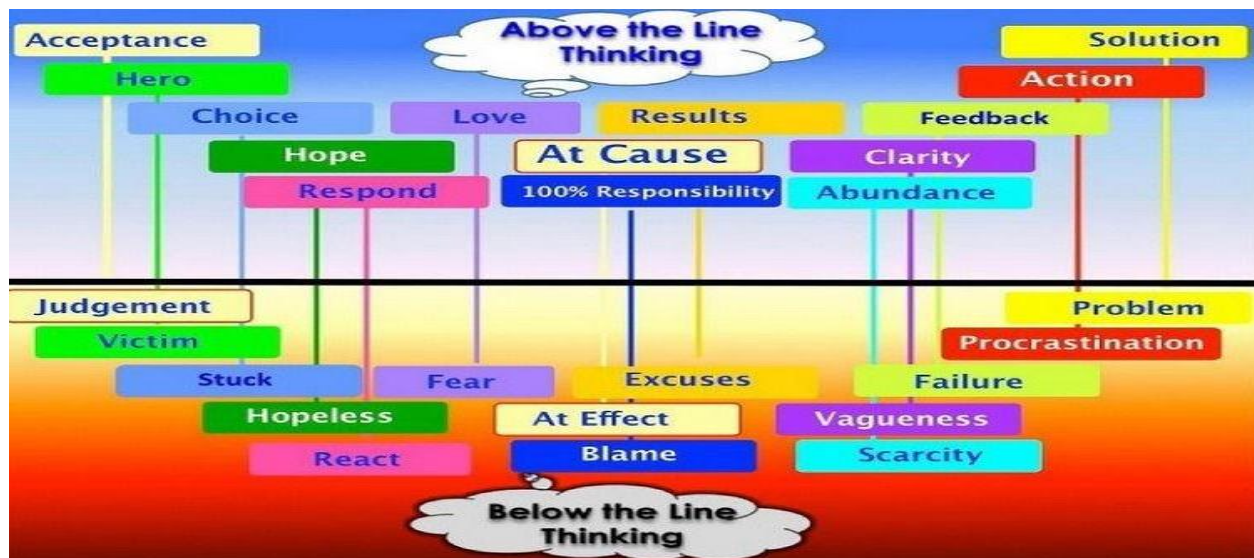 Acceptance
Above the Line
Thinking
Solution
Hero
Action
Choice
Love
Results
Feedback
Hope
At Cause
Clarity
Respond
100% Responsibility
Abundance
Judgement
Problem
Victim
Procrastination
Stuck
Fear
Excuses
Failure
Hopeless
At Effect
Vagueness
React
Blame
Scarcity
Below the Line
Thinking